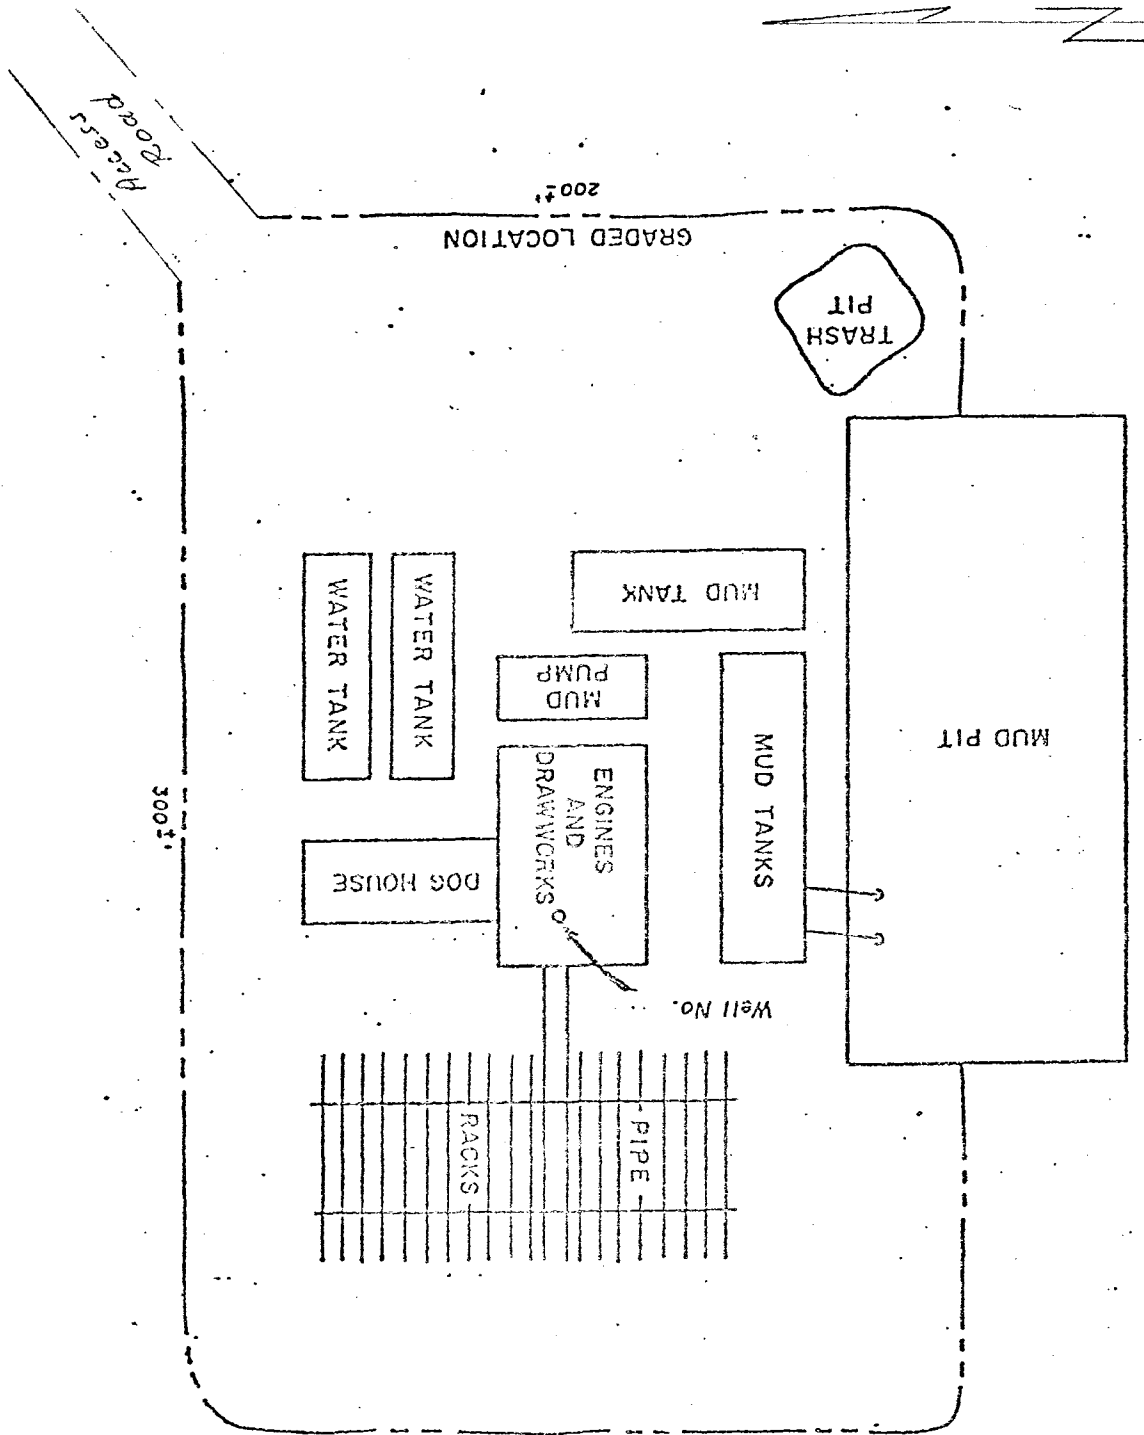 N
Access
Road
200±'
GRADED LOCATION
TRASH
PIT
MUD TANK
WATER TANK
WATER TANK
MUD
PUMP
MUD PIT
MUD TANKS
ENGINES
AND
DRAWWORKS
DOG HOUSE
300±'
Well No.
PIPE
RACKS